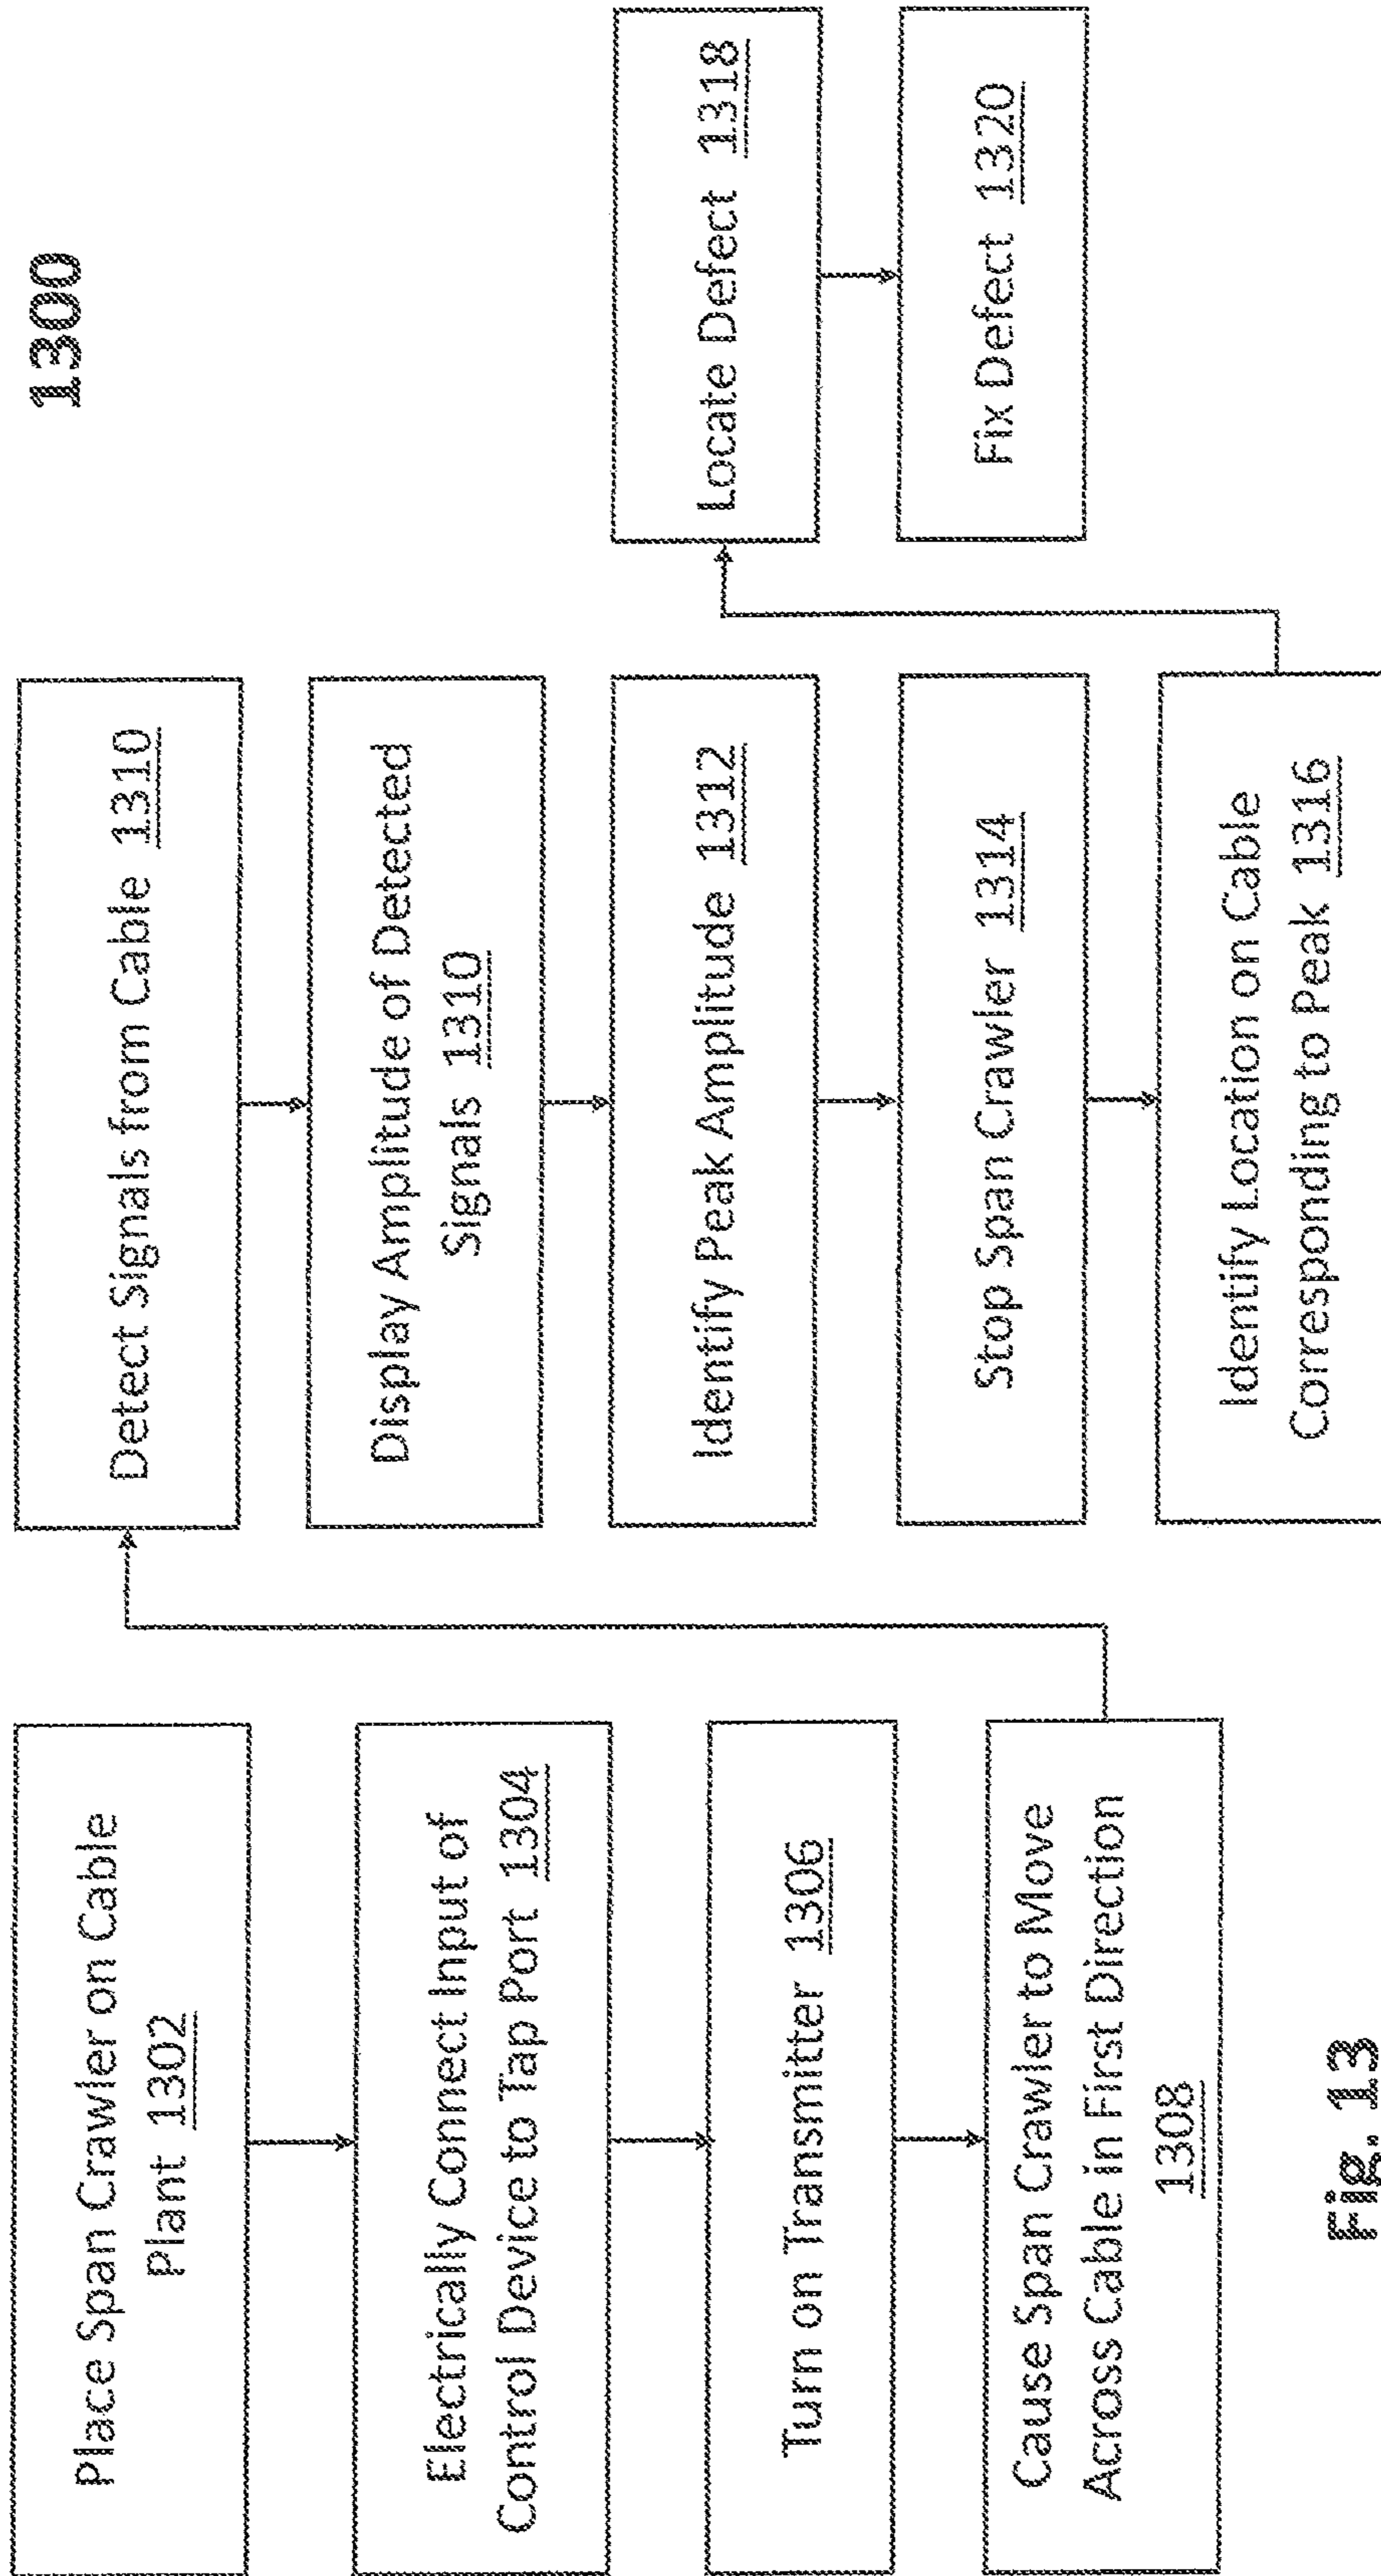 1300
Place Span Crawler on Cable
Plant 1302
Electrically Connect Input of
Control Device to Tap Port 1304
Turn on Transmitter 1306
Cause Span Crawler to Move
Across Cable in First Direction
1308
Detect Signals from Cable 1310
Display Amplitude of Detected
Signals 1310
Identify Peak Amplitude 1312
Stop Span Crawler 1314
Identify Location on Cable
Corresponding to Peak 1316
Locate Defect 1318
Fix Defect 1320
Fig. 13